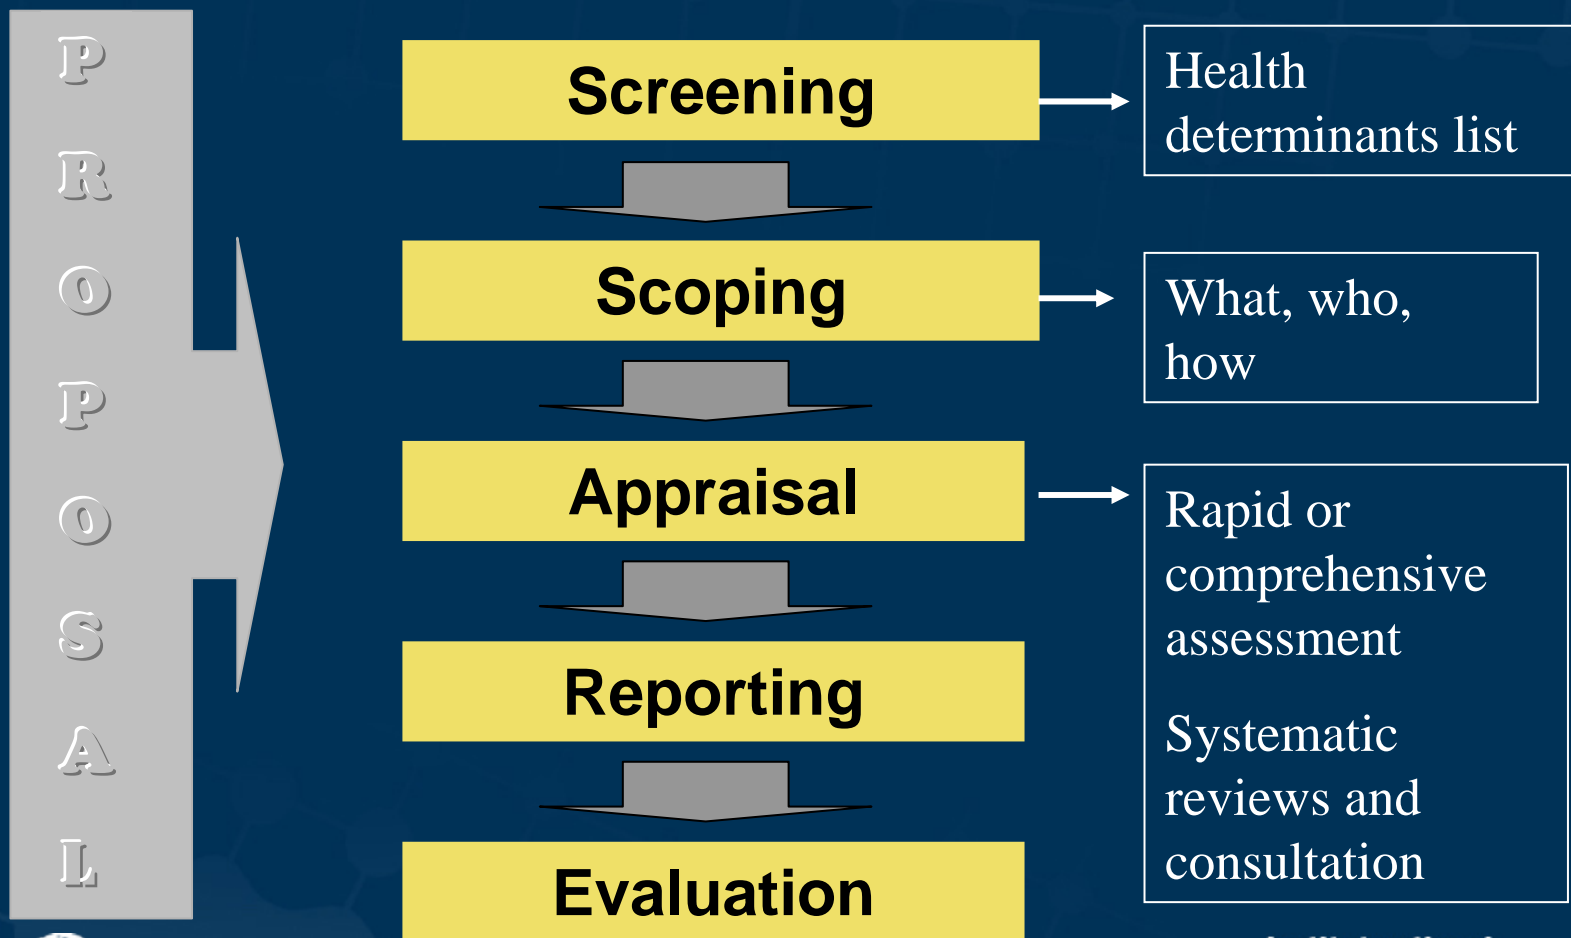 PROPOSAL
Screening
Health
determinants list
Scoping
What, who,
how
Appraisal
Rapid or
comprehensive
assessment
Systematic
reviews and
consultation
Reporting
Evaluation